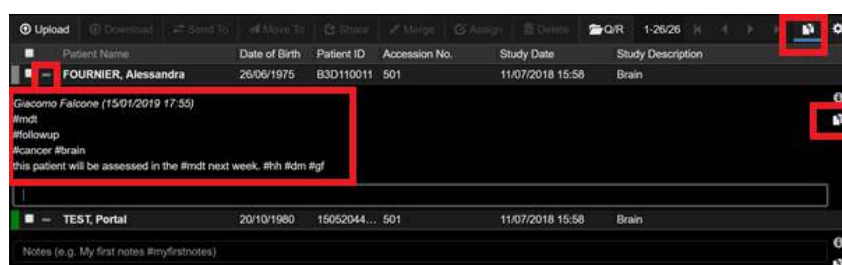 Upload Download Send To Move To Share Merge Assign Delete Q/R 1-26/26
Patient Name Date of Birth Patient ID Accession No. Study Date Study Description
FOURNIER, Alessandra 26/06/1975 B3D110011 501 11/07/2018 15:58 Brain
Giacomo Falcone (15/01/2019 17:55)
#mdt
#followup
#cancer #brain
this patient will be assessed in the #mdt next week. #hh #dm #gf
TEST, Portal 20/10/1980 15052044... 501 11/07/2018 15:58 Brain
Notes (e.g. My first notes #myfirstnotes)